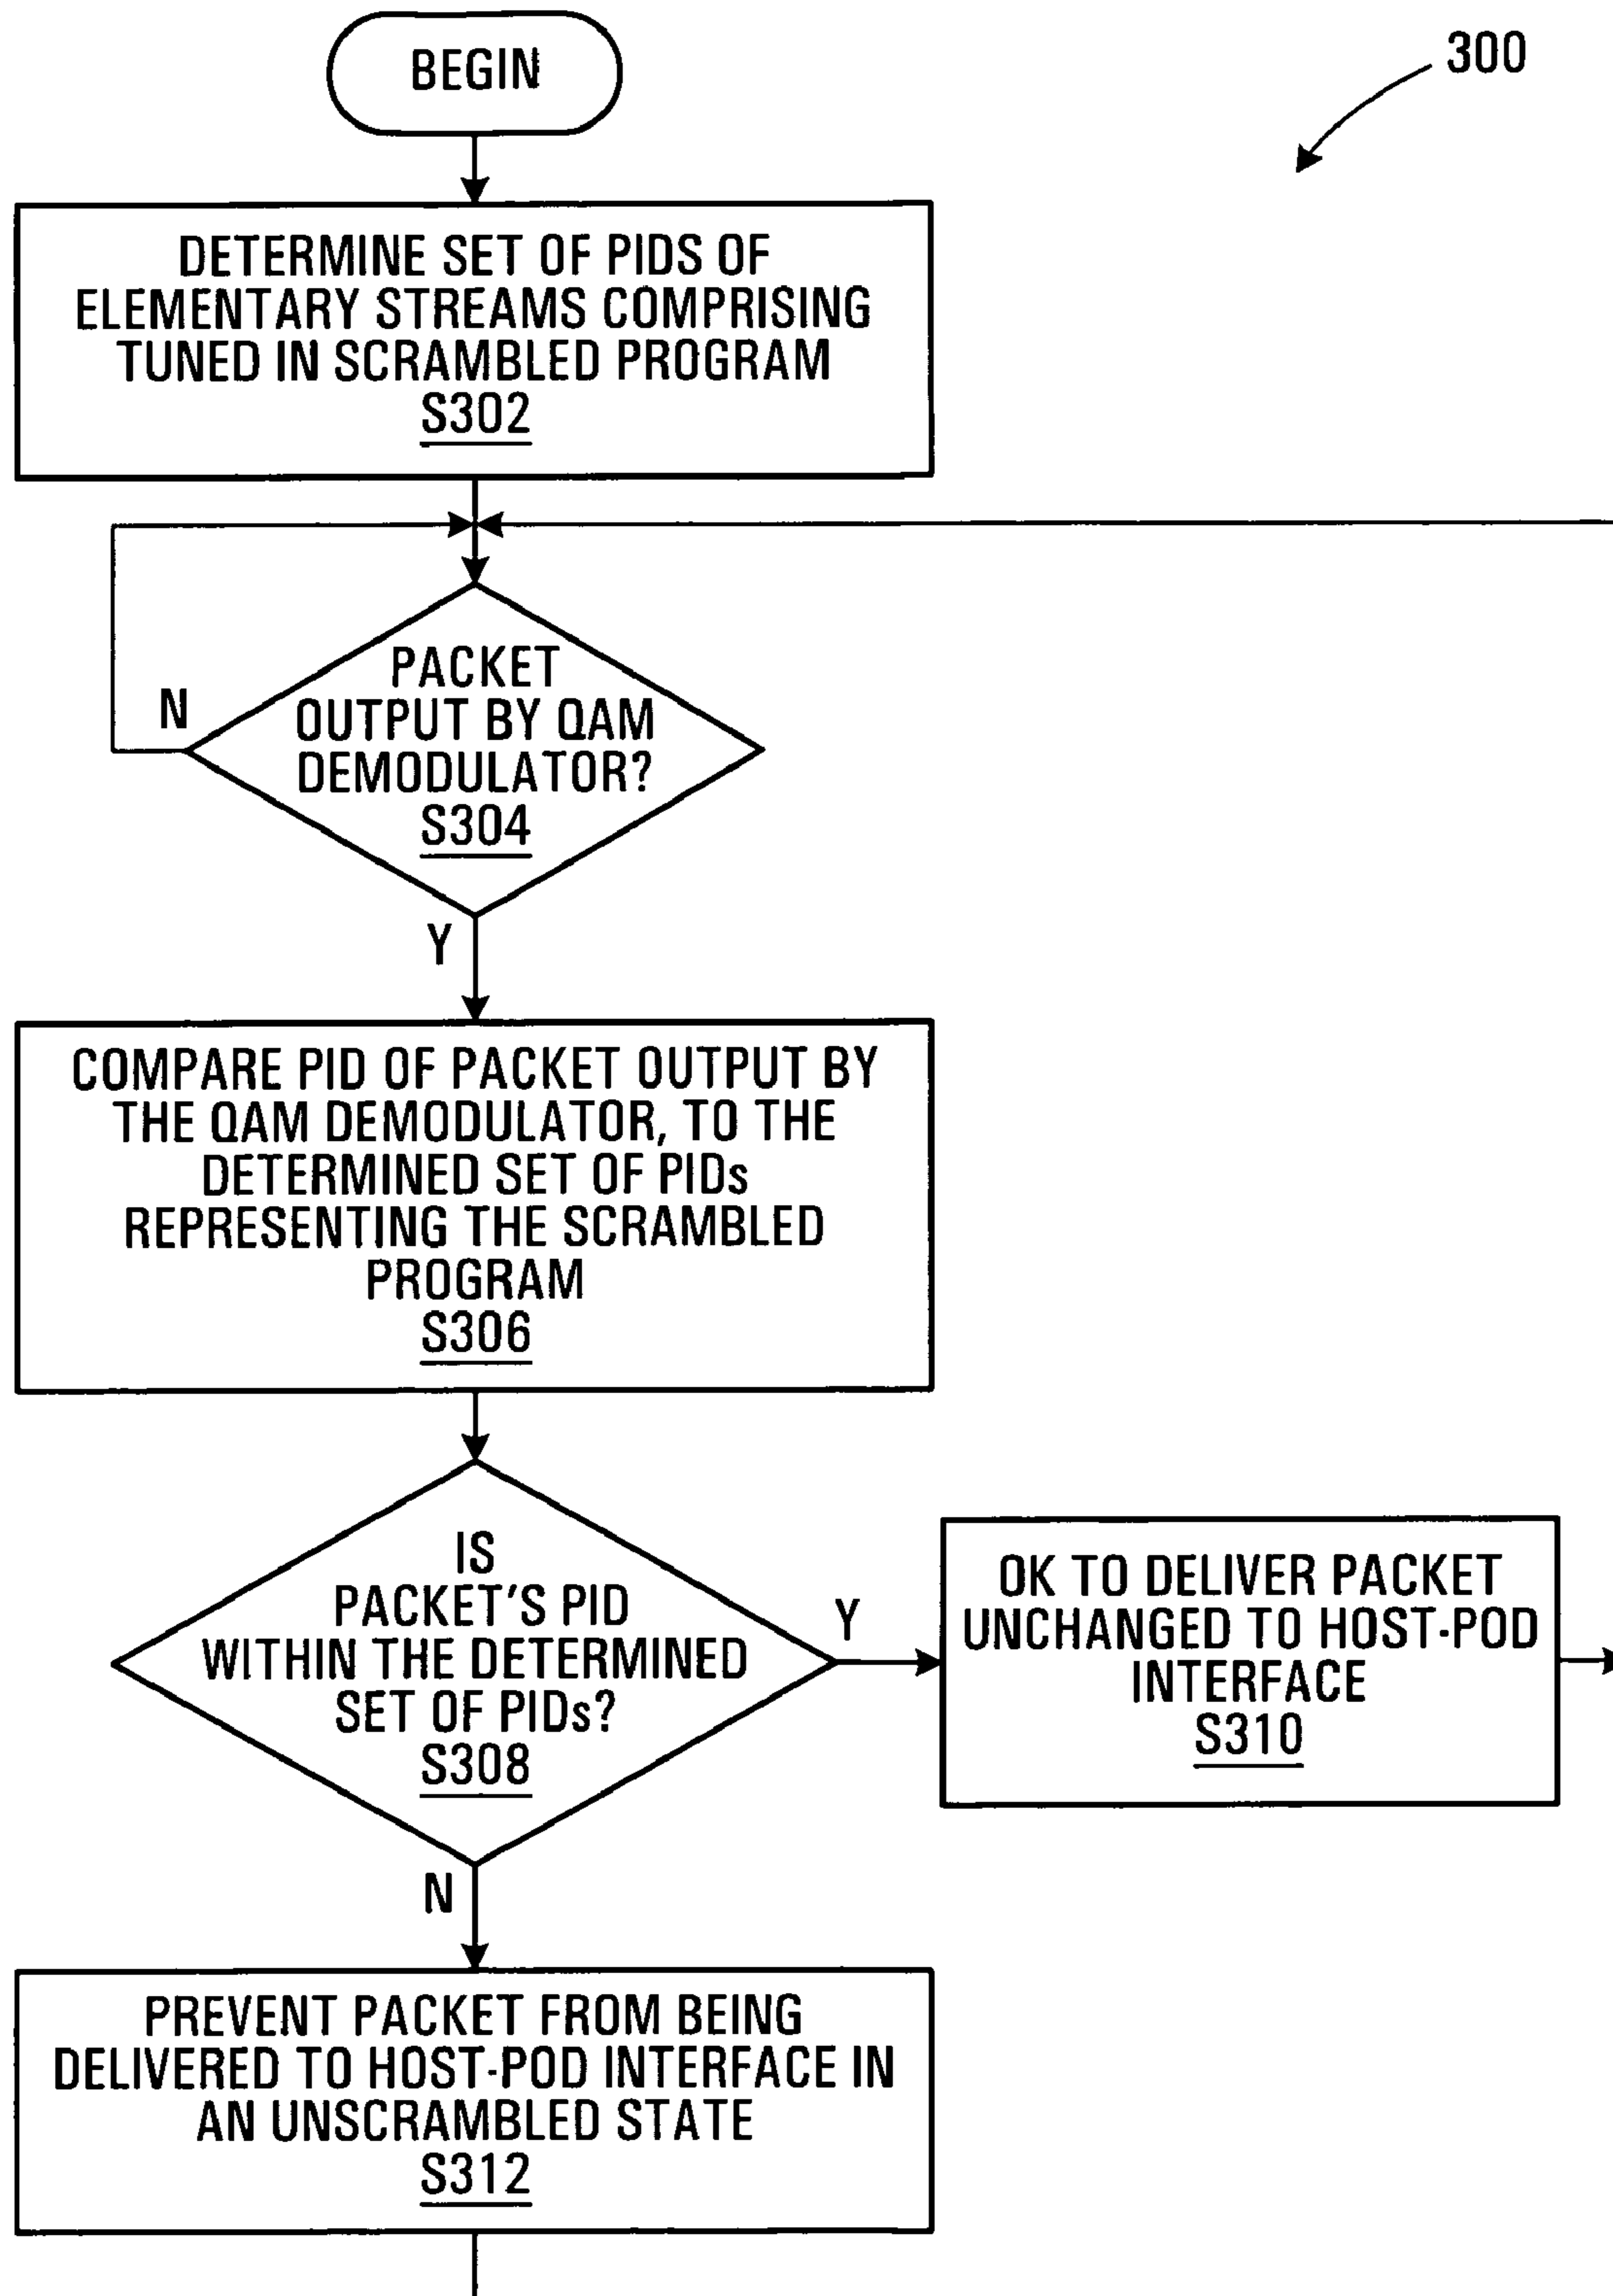 BEGIN
300
DETERMINE SET OF PIDS OF
ELEMENTARY STREAMS COMPRISING
TUNED IN SCRAMBLED PROGRAM
S302
PACKET
OUTPUT BY QAM
DEMODULATOR?
S304
N
Y
COMPARE PID OF PACKET OUTPUT BY
THE QAM DEMODULATOR, TO THE
DETERMINED SET OF PIDs
REPRESENTING THE SCRAMBLED
PROGRAM
S306
IS
PACKET'S PID
WITHIN THE DETERMINED
SET OF PIDs?
S308
Y
OK TO DELIVER PACKET
UNCHANGED TO HOST-POD
INTERFACE
S310
N
PREVENT PACKET FROM BEING
DELIVERED TO HOST-POD INTERFACE IN
AN UNSCRAMBLED STATE
S312